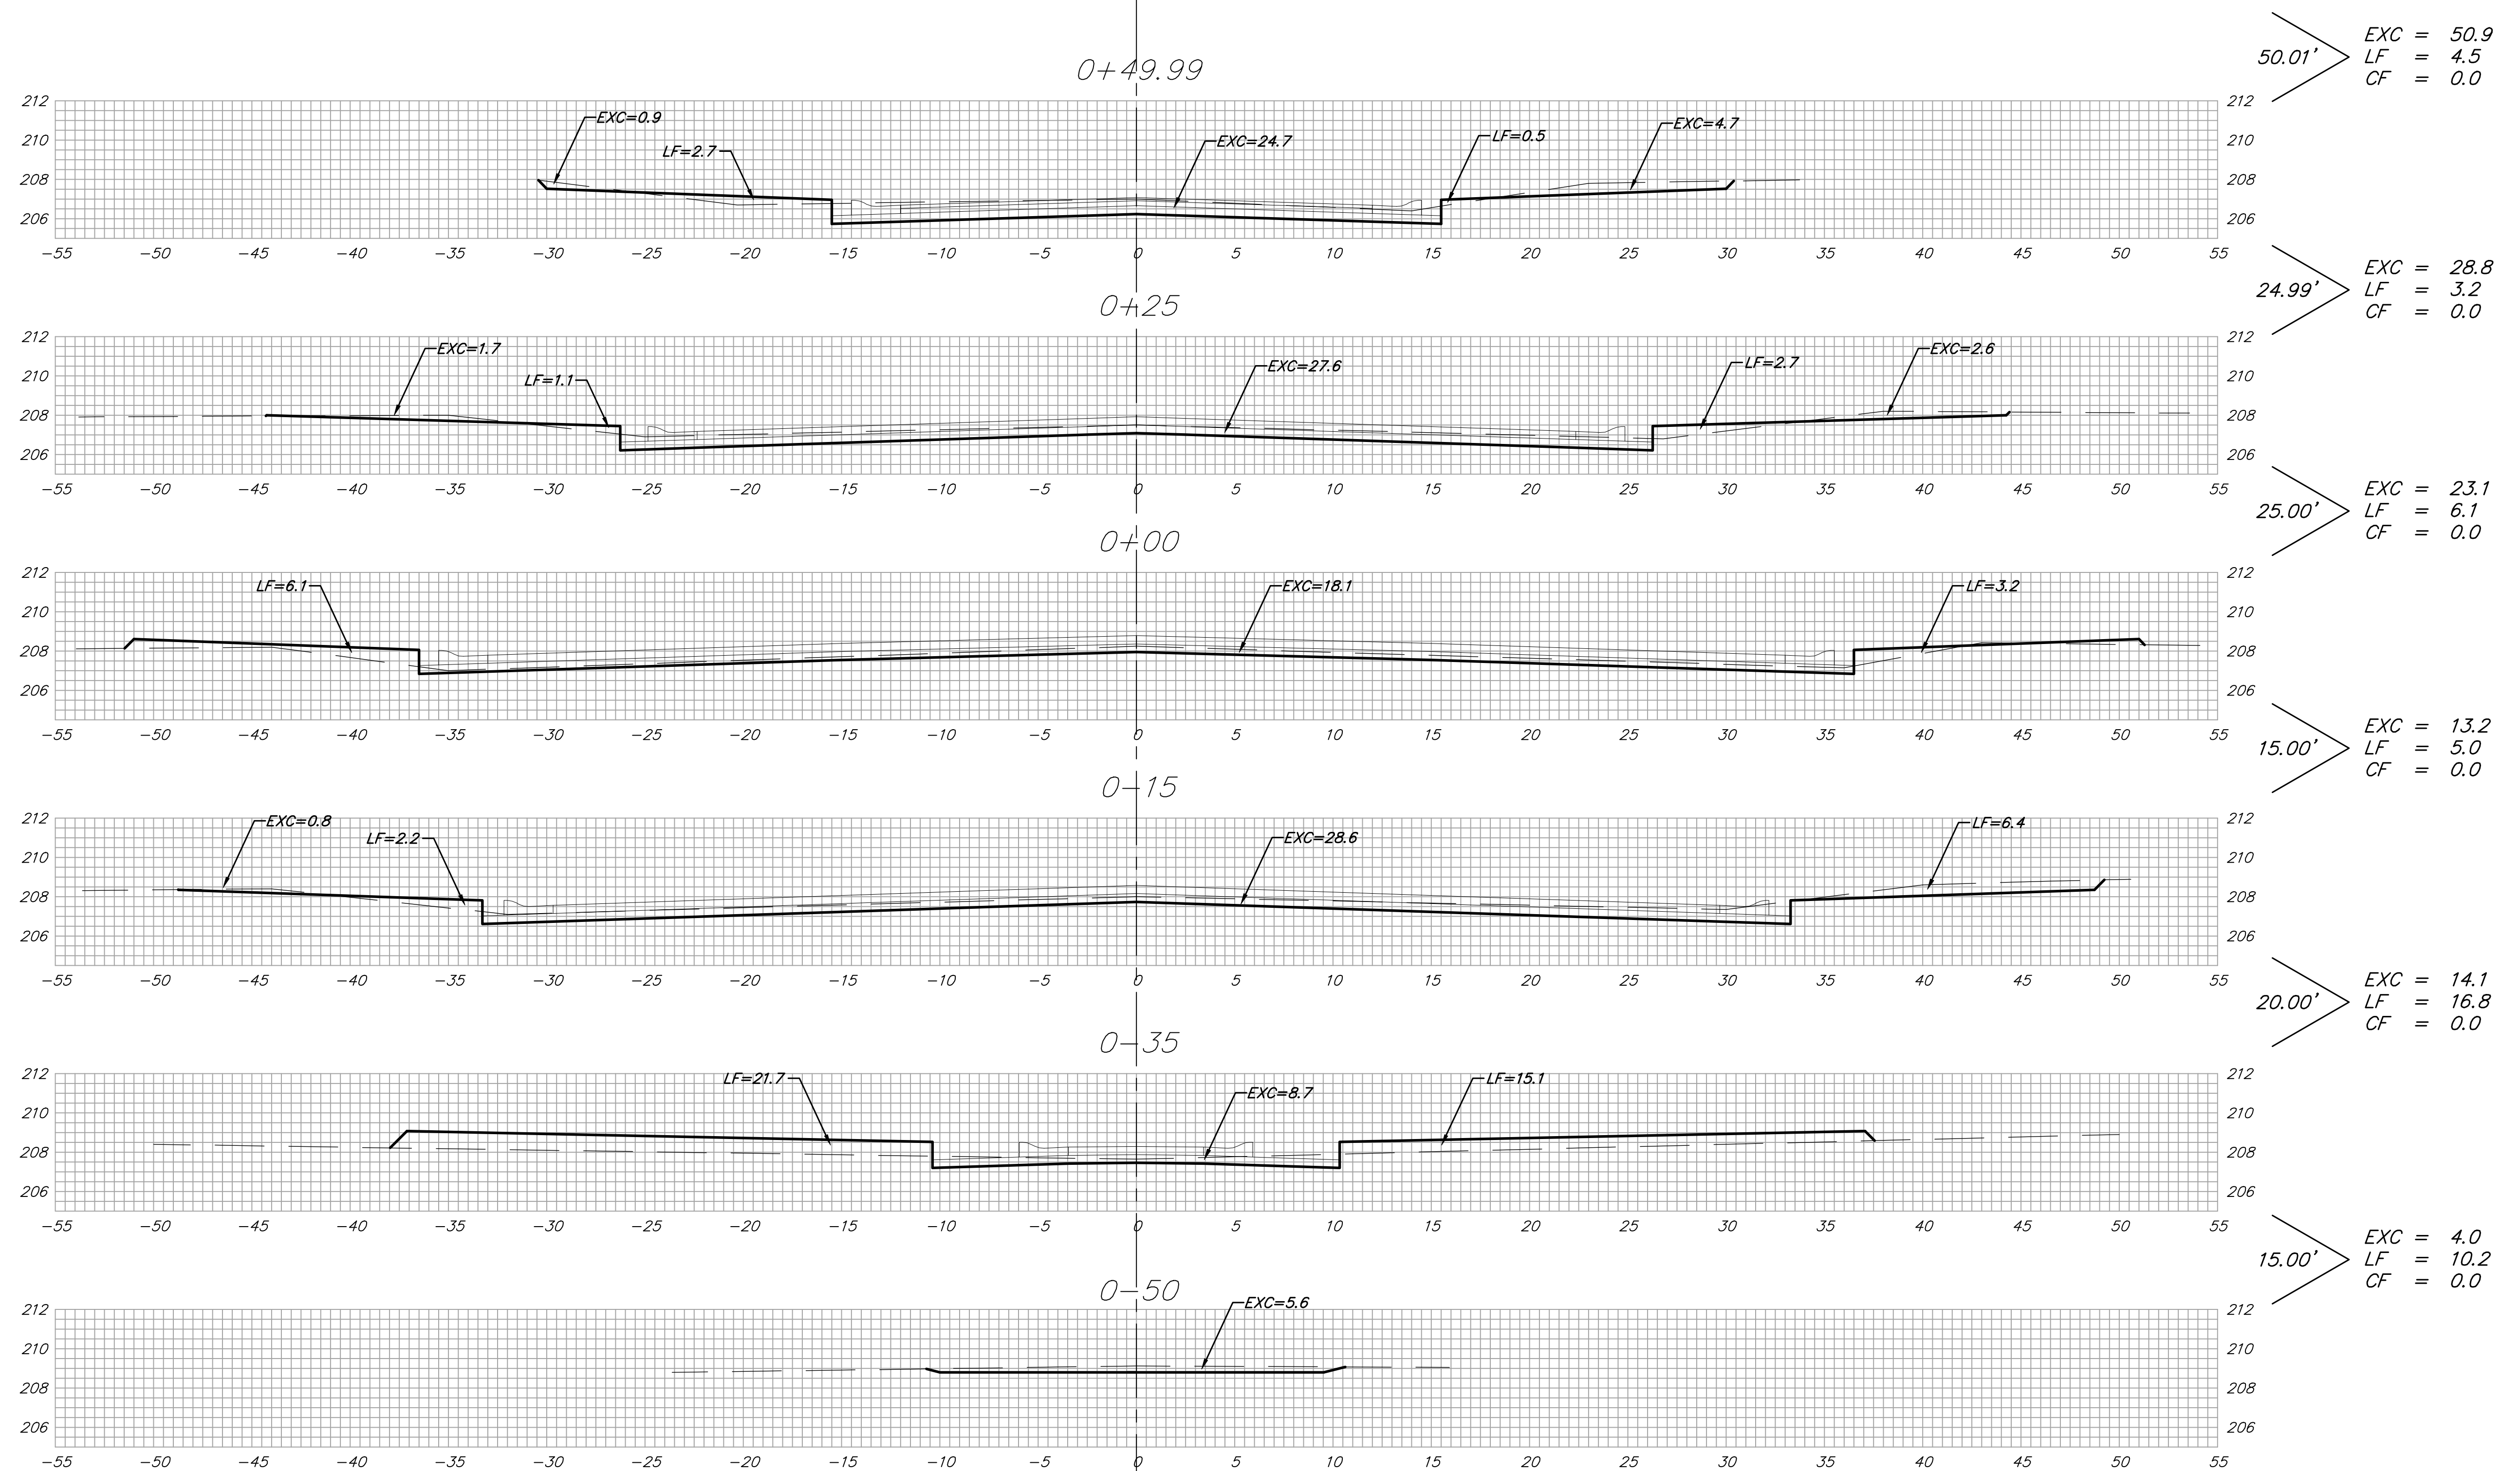 0+49.99
50.01' EXC = 50.9
LF = 4.5
CF = 0.0
212 212
EXC=0.9 LF=2.7 EXC=24.7 LF=0.5 EXC=4.7
210 210
208 208
206 206
-55 -50 -45 -40 -35 -30 -25 -20 -15 -10 -5 0 5 10 15 20 25 30 35 40 45 50 55
24.99' EXC = 28.8
LF = 3.2
CF = 0.0
0+25
212 212
EXC=1.7 LF=1.1 EXC=27.6 LF=2.7 EXC=2.6
210 210
208 208
206 206
-55 -50 -45 -40 -35 -30 -25 -20 -15 -10 -5 0 5 10 15 20 25 30 35 40 45 50 55
25.00' EXC = 23.1
LF = 6.1
CF = 0.0
0+00
212 212
LF=6.1 EXC=18.1 LF=3.2
210 210
208 208
206 206
-55 -50 -45 -40 -35 -30 -25 -20 -15 -10 -5 0 5 10 15 20 25 30 35 40 45 50 55
15.00' EXC = 13.2
LF = 5.0
CF = 0.0
0-15
212 212
EXC=0.8 LF=2.2 EXC=28.6 LF=6.4
210 210
208 208
206 206
-55 -50 -45 -40 -35 -30 -25 -20 -15 -10 -5 0 5 10 15 20 25 30 35 40 45 50 55
20.00' EXC = 14.1
LF = 16.8
CF = 0.0
0-35
212 212
LF=21.7 EXC=8.7 LF=15.1
210 210
208 208
206 206
-55 -50 -45 -40 -35 -30 -25 -20 -15 -10 -5 0 5 10 15 20 25 30 35 40 45 50 55
15.00' EXC = 4.0
LF = 10.2
CF = 0.0
0-50
212 212
EXC=5.6
210 210
208 208
206 206
-55 -50 -45 -40 -35 -30 -25 -20 -15 -10 -5 0 5 10 15 20 25 30 35 40 45 50 55